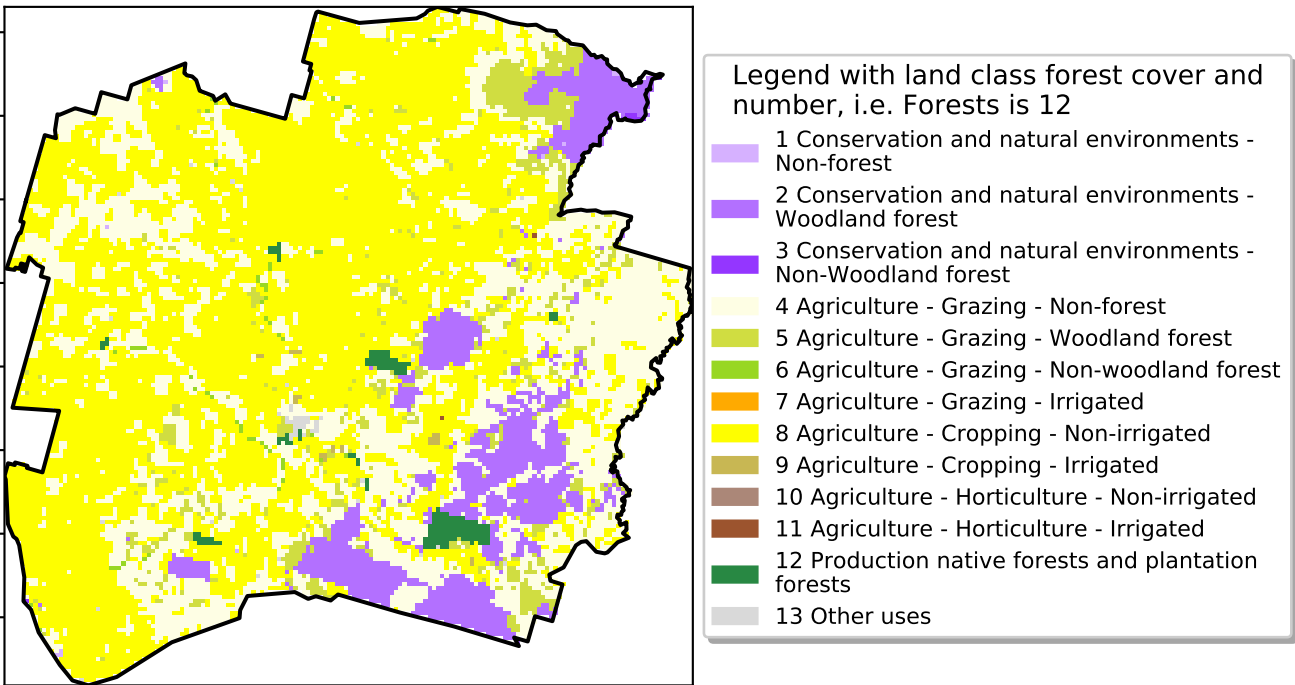 Legend with land class forest cover and
number, i.e. Forests is 12
1 Conservation and natural environments -
Non-forest
2 Conservation and natural environments -
Woodland forest
3 Conservation and natural environments -
Non-Woodland forest
4 Agriculture - Grazing - Non-forest
5 Agriculture - Grazing - Woodland forest
6 Agriculture - Grazing - Non-woodland forest
7 Agriculture - Grazing - Irrigated
8 Agriculture - Cropping - Non-irrigated
9 Agriculture - Cropping - Irrigated
10 Agriculture - Horticulture - Non-irrigated
11 Agriculture - Horticulture - Irrigated
12 Production native forests and plantation
forests
13 Other uses